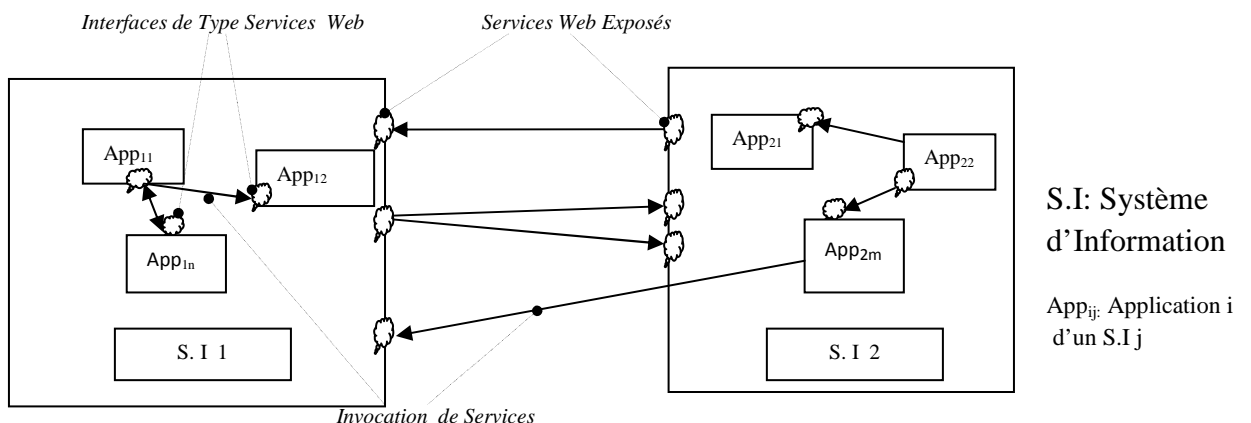 Interfaces de Type Services Web
Services Web Exposés
App11
App12
App1n
S. I 1
App21
App22
App2m
S. I 2
S.I: Système
d’Information
Appij: Application i
d’un S.I j
Invocation de Services